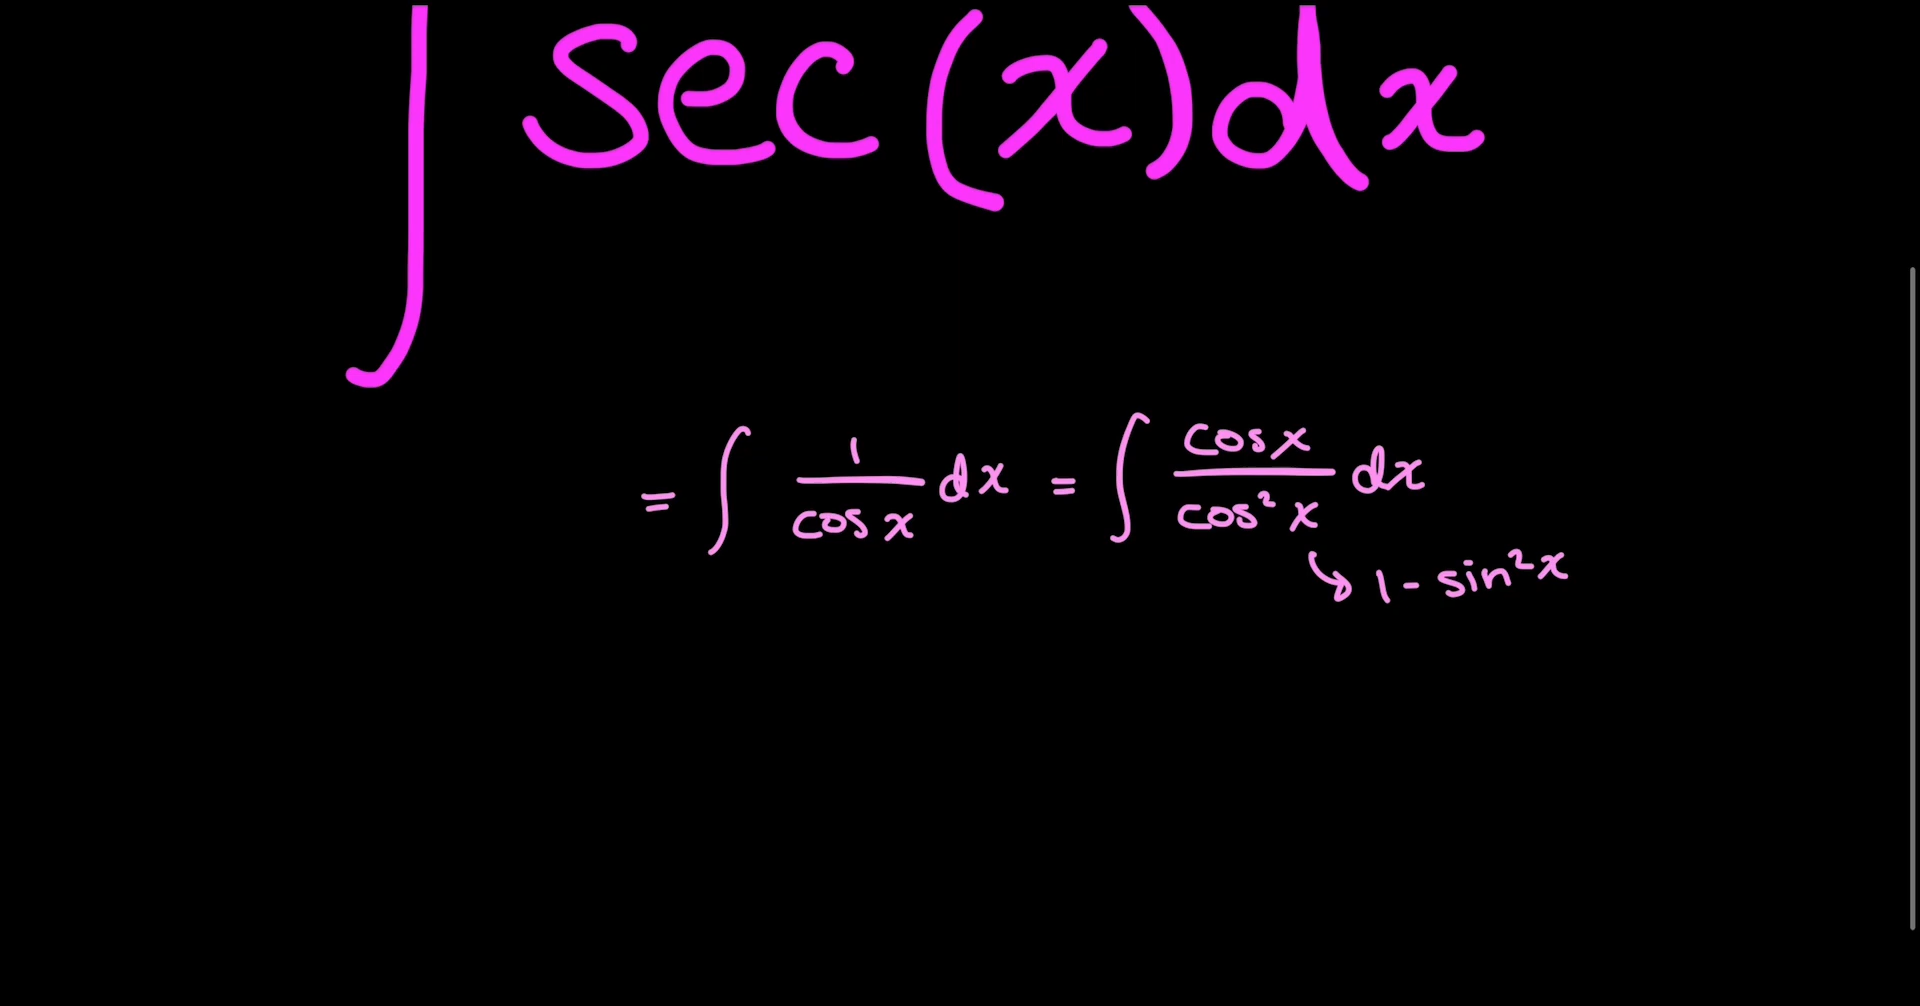 ∫ sec(x)dx
= ∫ 1/cos x dx = ∫ cos x/cos² x dx
↳ 1 - sin²x